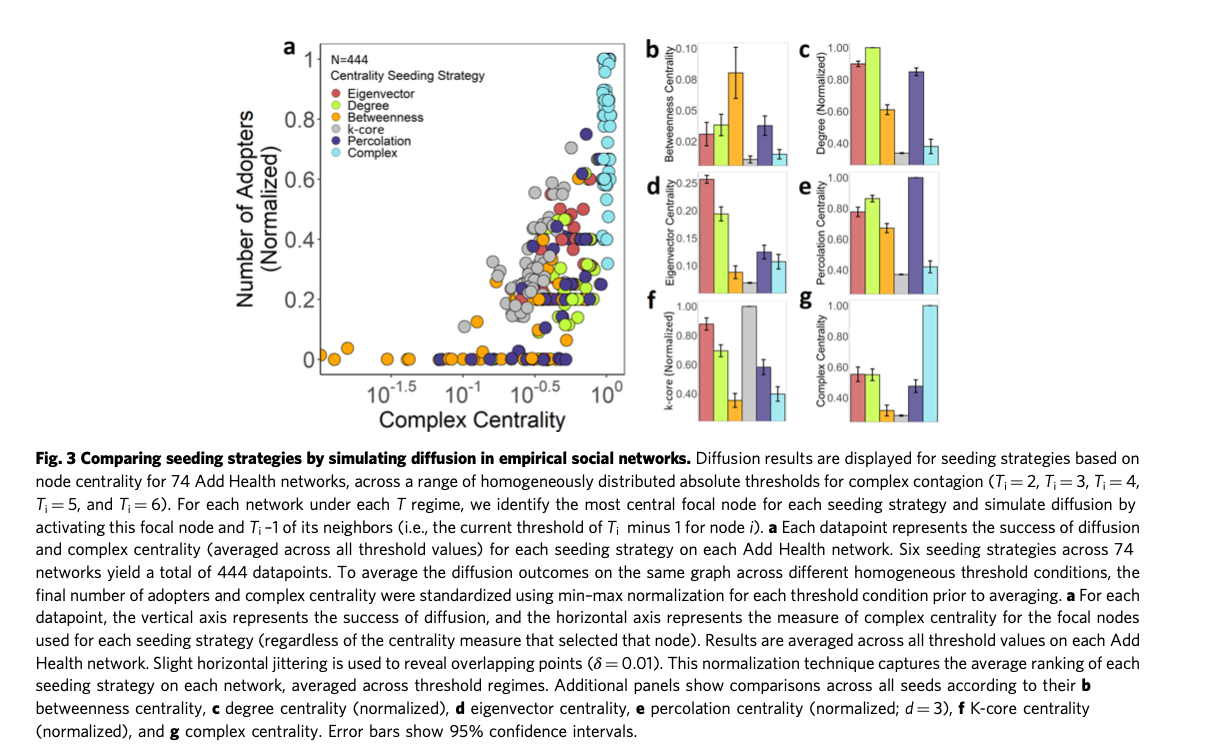 a
N=444
Centrality Seeding Strategy
Eigenvector
Degree
Betweenness
k-core
Percolation
Complex
Number of Adopters
(Normalized)
1
0.8
0.6
0.4
0.2
0
10^-1.5
10^-1
10^-0.5
10^0
Complex Centrality
b
Betweenness Centrality
0.10
0.08
0.05
0.02
c
Degree (Normalized)
1.00
0.80
0.60
0.40
d
Eigenvector Centrality
0.25
0.20
0.15
0.10
e
Percolation Centrality
1.00
0.80
0.60
0.40
f
k-core (Normalized)
1.00
0.80
0.60
0.40
g
Complex Centrality
1.00
0.80
0.60
0.40
Fig. 3 Comparing seeding strategies by simulating diffusion in empirical social networks. Diffusion results are displayed for seeding strategies based on
node centrality for 74 Add Health networks, across a range of homogeneously distributed absolute thresholds for complex contagion (Ti = 2, Ti = 3, Ti = 4,
Ti = 5, and Ti = 6). For each network under each T regime, we identify the most central focal node for each seeding strategy and simulate diffusion by
activating this focal node and Ti –1 of its neighbors (i.e., the current threshold of Ti minus 1 for node i). a Each datapoint represents the success of diffusion
and complex centrality (averaged across all threshold values) for each seeding strategy on each Add Health network. Six seeding strategies across 74
networks yield a total of 444 datapoints. To average the diffusion outcomes on the same graph across different homogeneous threshold conditions, the
final number of adopters and complex centrality were standardized using min–max normalization for each threshold condition prior to averaging. a For each
datapoint, the vertical axis represents the success of diffusion, and the horizontal axis represents the measure of complex centrality for the focal nodes
used for each seeding strategy (regardless of the centrality measure that selected that node). Results are averaged across all threshold values on each Add
Health network. Slight horizontal jittering is used to reveal overlapping points (δ = 0.01). This normalization technique captures the average ranking of each
seeding strategy on each network, averaged across threshold regimes. Additional panels show comparisons across all seeds according to their b
betweenness centrality, c degree centrality (normalized), d eigenvector centrality, e percolation centrality (normalized; d = 3), f K-core centrality
(normalized), and g complex centrality. Error bars show 95% confidence intervals.